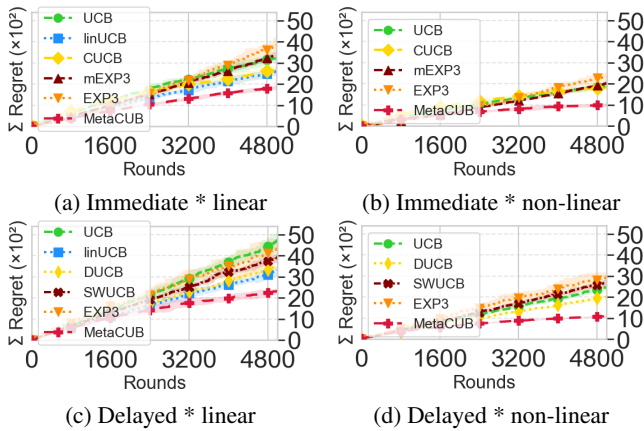 Σ Regret (×10²)
UCB
linUCB
CUCB
mEXP3
EXP3
MetaCUB
50
40
30
20
10
0
0 1600 3200 4800
Rounds
(a) Immediate * linear
Σ Regret (×10²)
UCB
CUCB
mEXP3
EXP3
MetaCUB
50
40
30
20
10
0
0 1600 3200 4800
Rounds
(b) Immediate * non-linear
Σ Regret (×10²)
UCB
linUCB
DUCB
SWUCB
EXP3
MetaCUB
50
40
30
20
10
0
0 1600 3200 4800
Rounds
(c) Delayed * linear
Σ Regret (×10²)
UCB
DUCB
SWUCB
EXP3
MetaCUB
50
40
30
20
10
0
0 1600 3200 4800
Rounds
(d) Delayed * non-linear